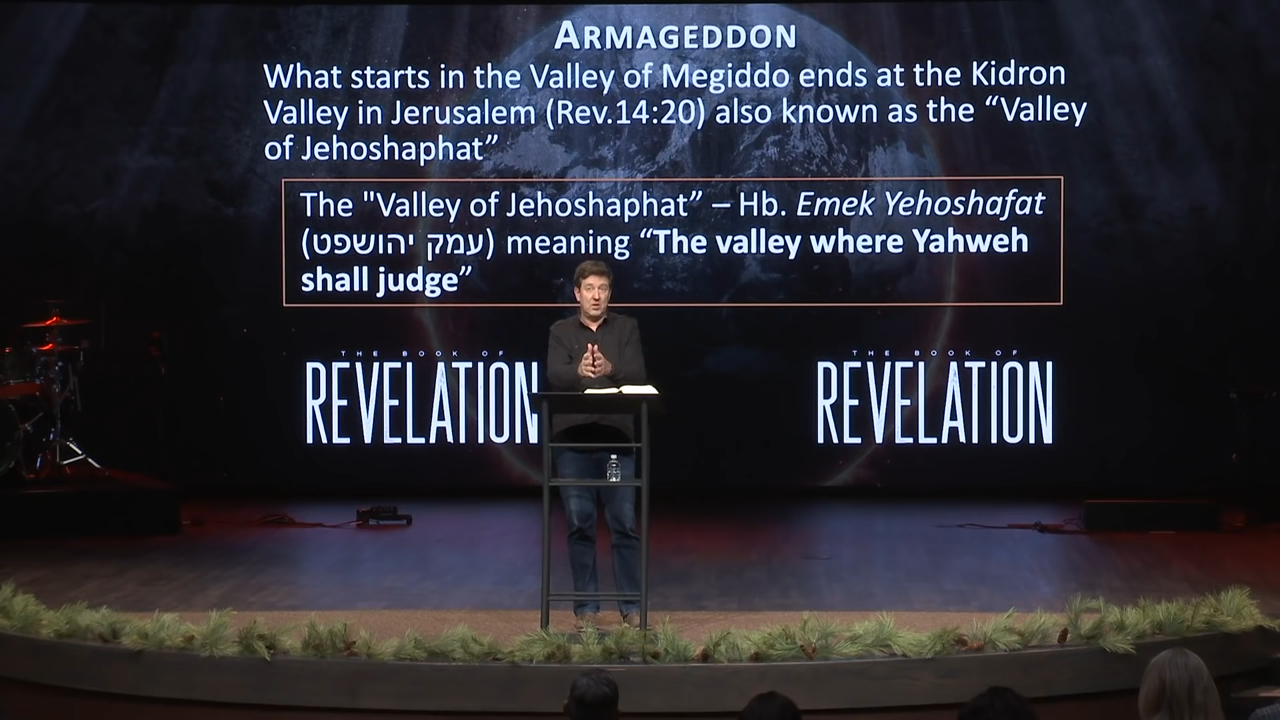 ARMAGEDDON
What starts in the Valley of Megiddo ends at the Kidron
Valley in Jerusalem (Rev.14:20) also known as the “Valley
of Jehoshaphat”
The "Valley of Jehoshaphat” – Hb. Emek Yehoshafat
(עמק יהושפט) meaning “The valley where Yahweh
shall judge”
THE BOOK OF
REVELATION
THE BOOK OF
REVELATION